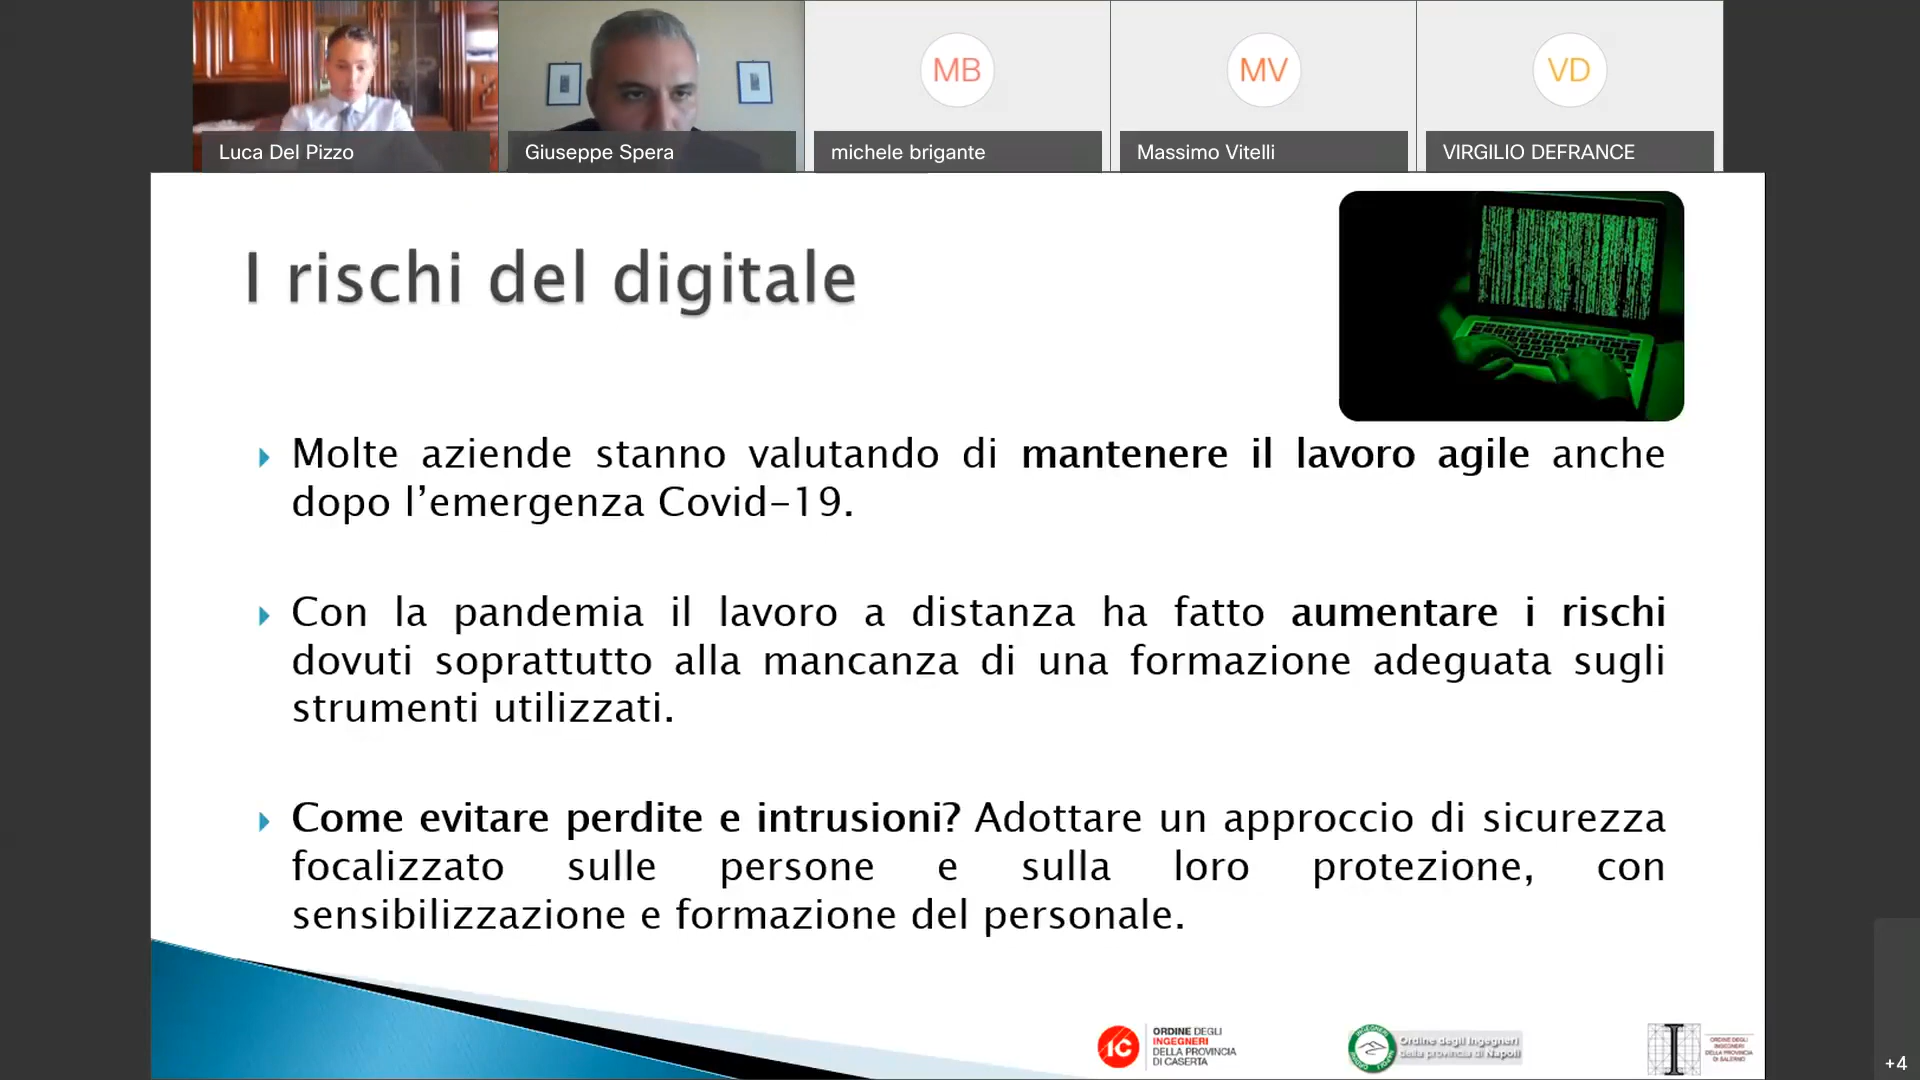 MB
MV
VD
Luca Del Pizzo
Giuseppe Spera
michele brigante
Massimo Vitelli
VIRGILIO DEFRANCE
I rischi del digitale
Molte aziende stanno valutando di mantenere il lavoro agile anche
dopo l’emergenza Covid-19.
Con la pandemia il lavoro a distanza ha fatto aumentare i rischi
dovuti soprattutto alla mancanza di una formazione adeguata sugli
strumenti utilizzati.
Come evitare perdite e intrusioni? Adottare un approccio di sicurezza
focalizzato sulle persone e sulla loro protezione, con
sensibilizzazione e formazione del personale.
IC
ORDINE DEGLI
INGEGNERI
DELLA PROVINCIA
DI CASERTA
Ordine degli Ingegneri
della provincia di Napoli
I
ORDINE DEGLI
INGEGNERI
DELLA PROVINCIA
DI SALERNO
+4